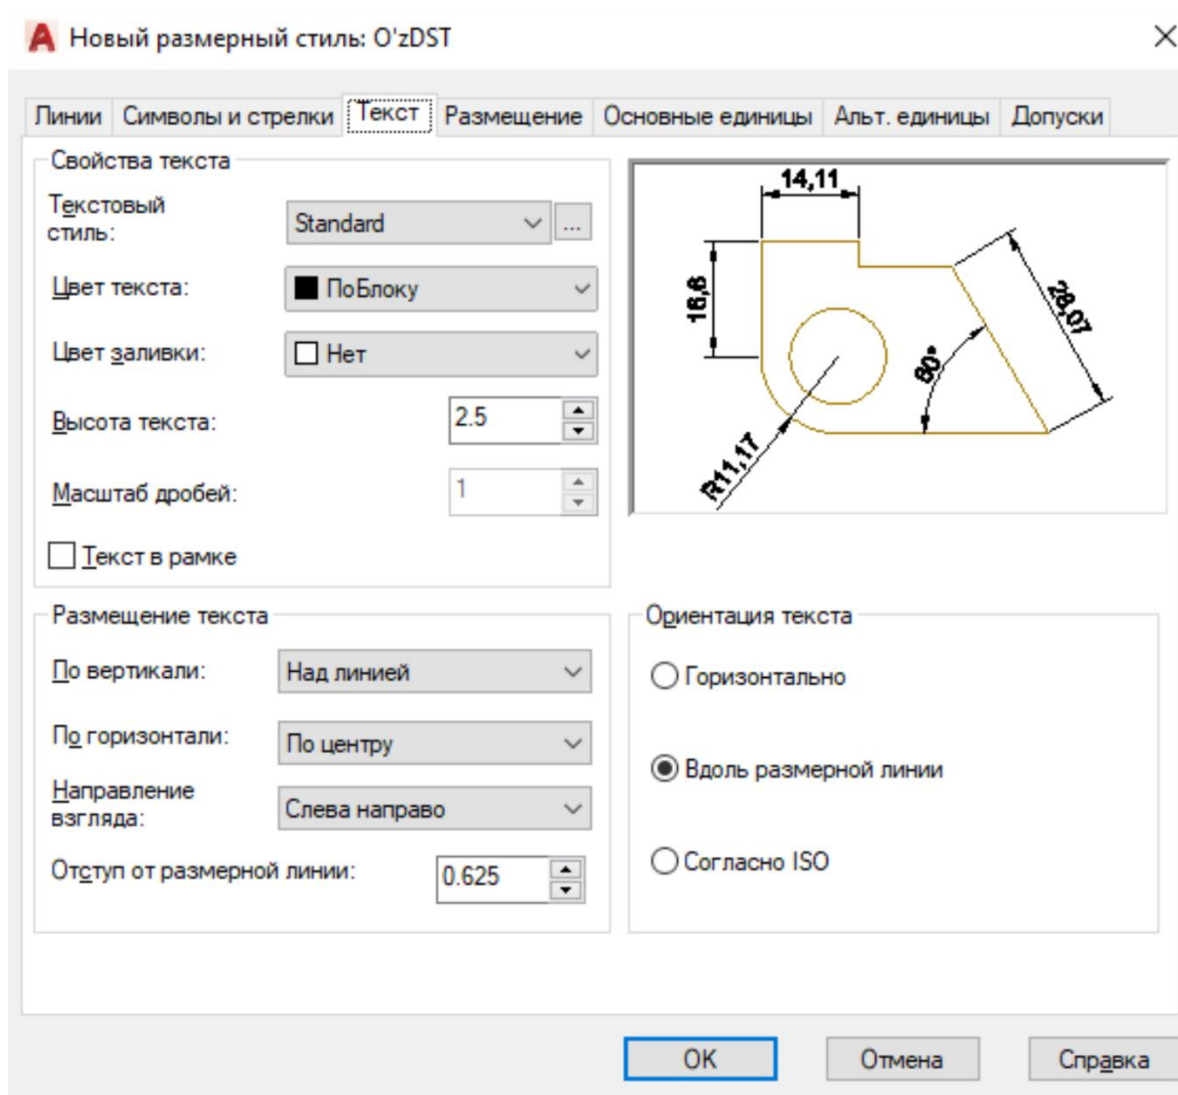 Новый размерный стиль: O'zDST
Линии Символы и стрелки Текст Размещение Основные единицы Альт. единицы Допуски
Свойства текста
Текстовый
стиль:
Standard
...
Цвет текста:
ПоБлоку
Цвет заливки:
Нет
Высота текста:
2.5
Масштаб дробей:
1
Текст в рамке
14,11
16,6
28,07
60°
R11,17
Размещение текста
По вертикали:
Над линией
По горизонтали:
По центру
Направление
взгляда:
Слева направо
Отступ от размерной линии:
0.625
Ориентация текста
Горизонтально
Вдоль размерной линии
Согласно ISO
OK
Отмена
Справка